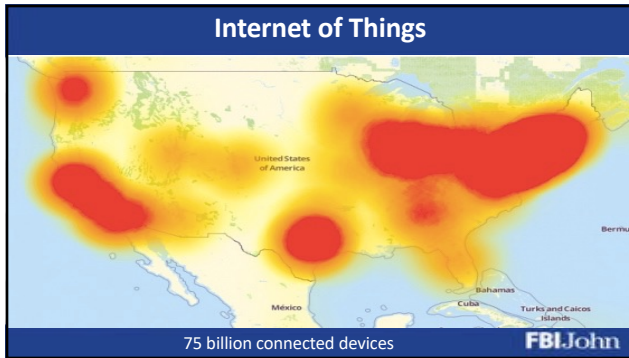 Internet of Things
United States
of America
Bermu
Bahamas
México
Cuba
Turks and Caicos
Islands
75 billion connected devices
FBIJohn